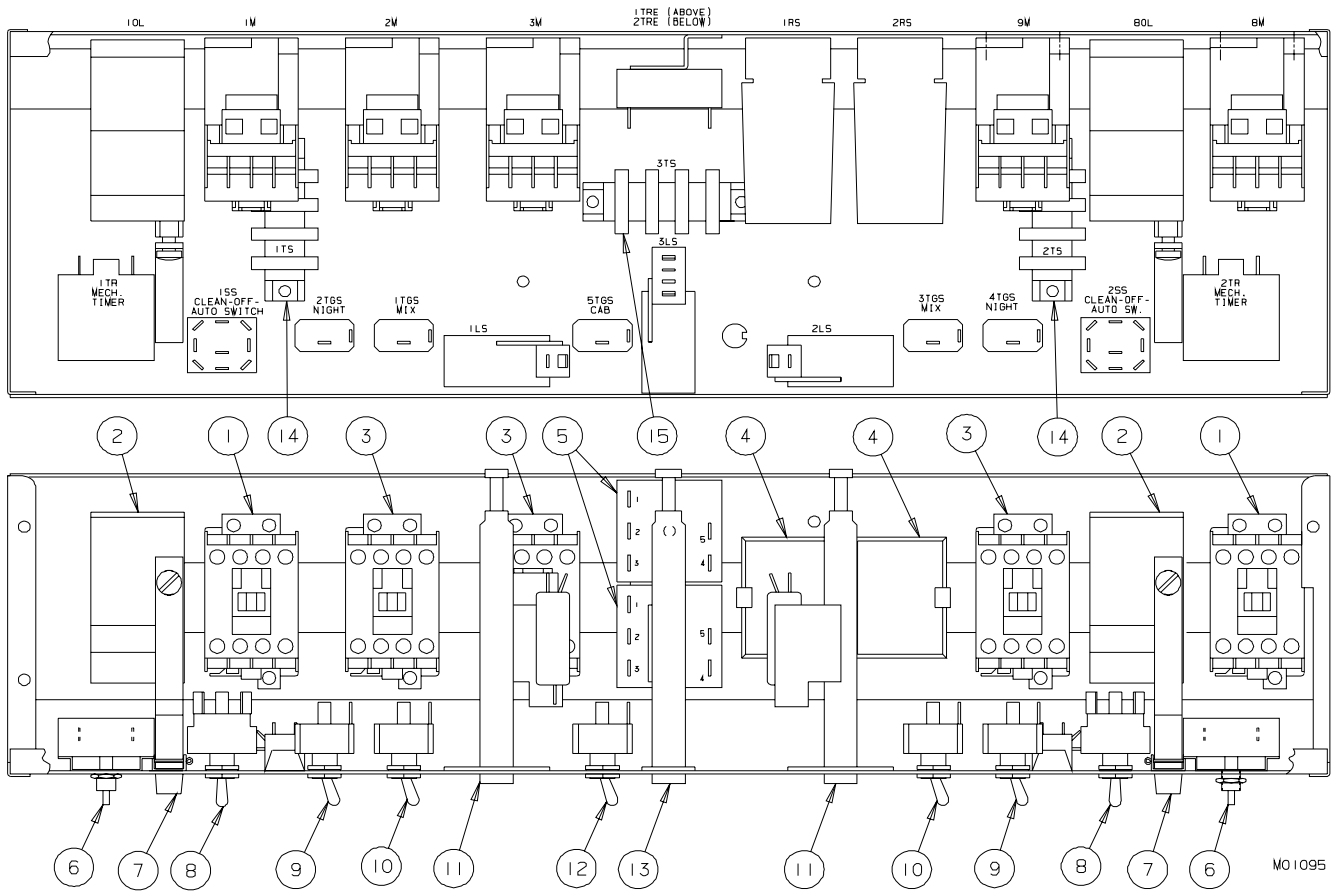 1OL
1M
2M
3M
1TRE (ABOVE)
2TRE (BELOW)
1RS
2RS
9M
8OL
8M
3TS
1TS
3LS
2TS
1TR
MECH.
TIMER
1SS
CLEAN-OFF-
AUTO SWITCH
2TGS
NIGHT
1TGS
MIX
1LS
5TGS
CAB
2LS
3TGS
MIX
4TGS
NIGHT
2SS
CLEAN-OFF-
AUTO SW.
2TR
MECH.
TIMER
2
1
14
3
3
5
15
4
4
3
14
2
1
1
2
3
5
4
1
2
3
5
4
( )
6
7
8
9
10
11
12
13
11
10
9
8
7
6
M01095